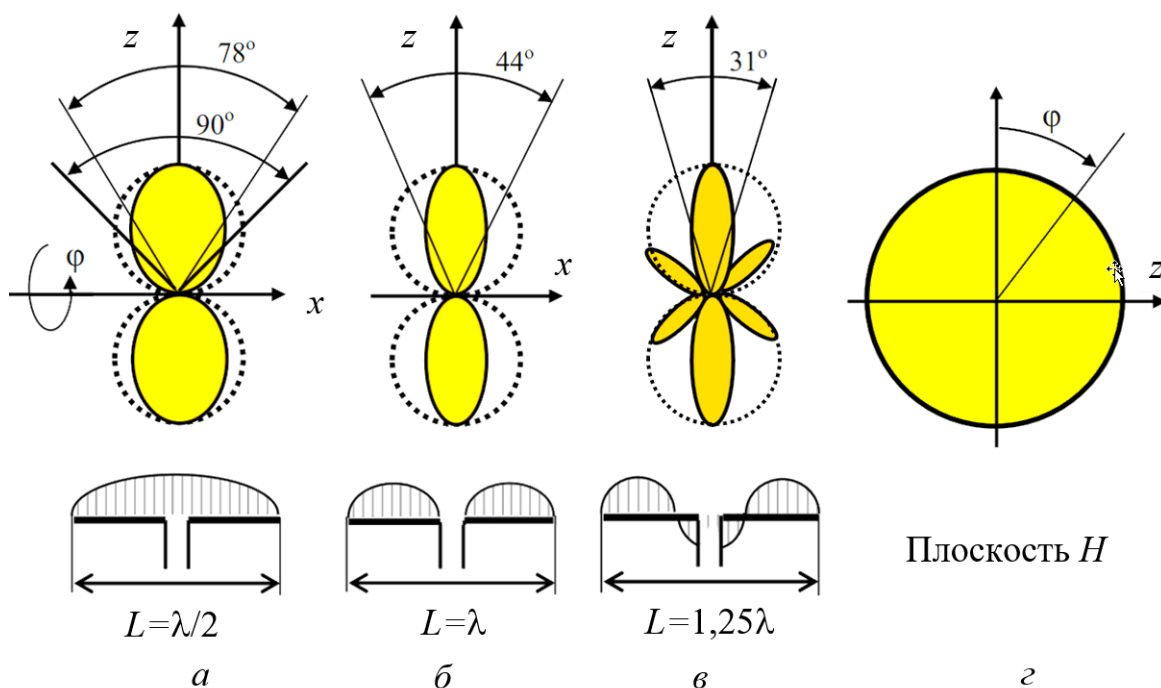 z
78°
90°
φ
x
z
44°
x
z
31°
φ
z
L=λ/2
L=λ
L=1,25λ
Плоскость H
а
б
в
г